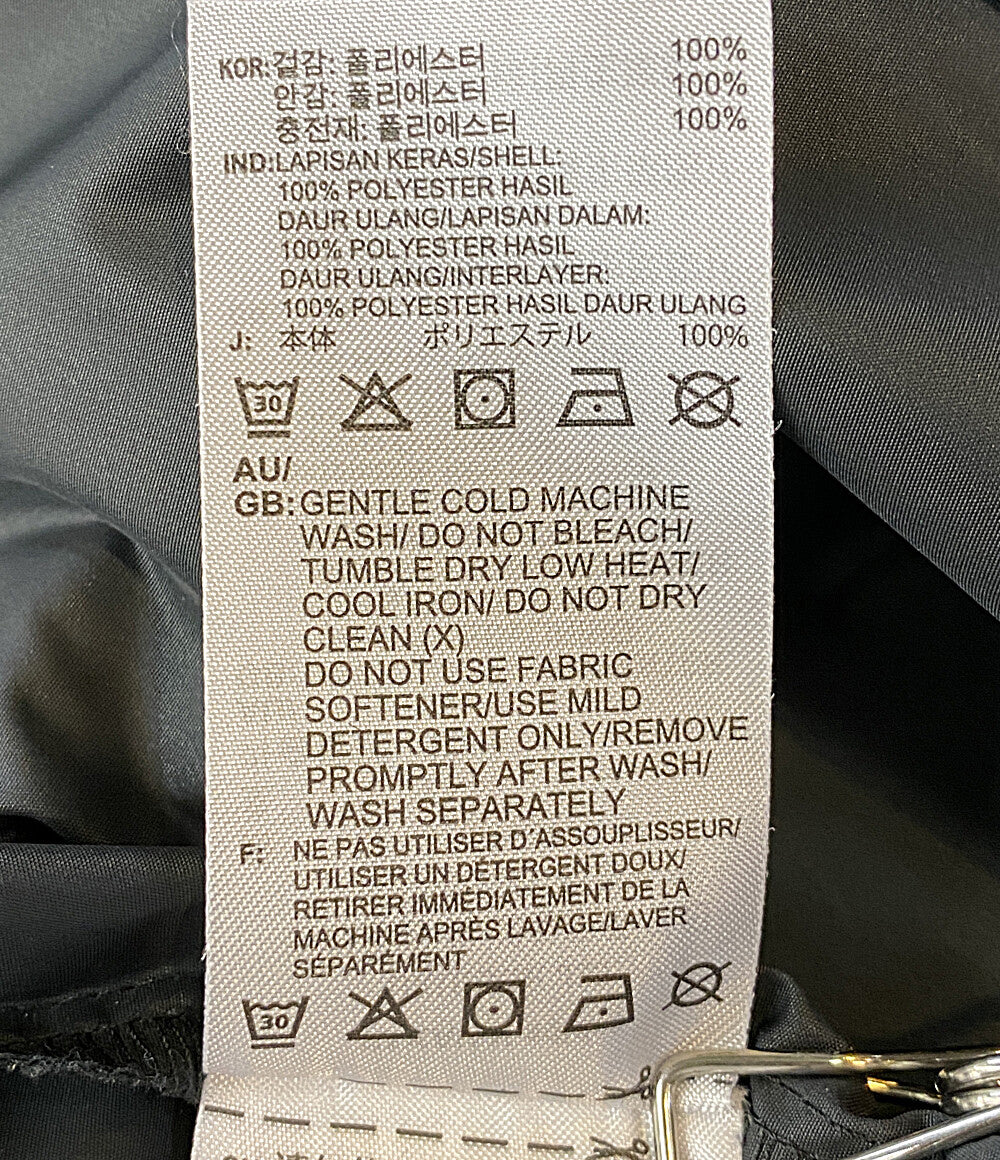 KOR: 겉감: 폴리에스터 100%
안감: 폴리에스터 100%
충전재: 폴리에스터 100%
IND: LAPISAN KERAS/SHELL:
100% POLYESTER HASIL
DAUR ULANG/LAPISAN DALAM:
100% POLYESTER HASIL
DAUR ULANG/INTERLAYER:
100% POLYESTER HASIL DAUR ULANG
J: 本体 ポリエステル 100%
30
AU/
GB: GENTLE COLD MACHINE
WASH/ DO NOT BLEACH/
TUMBLE DRY LOW HEAT/
COOL IRON/ DO NOT DRY
CLEAN (X)
DO NOT USE FABRIC
SOFTENER/USE MILD
DETERGENT ONLY/REMOVE
PROMPTLY AFTER WASH/
WASH SEPARATELY
F: NE PAS UTILISER D'ASSOUPLISSEUR/
UTILISER UN DÉTERGENT DOUX/
RETIRER IMMÉDIATEMENT DE LA
MACHINE APRÈS LAVAGE/LAVER
SÉPARÉMENT
30